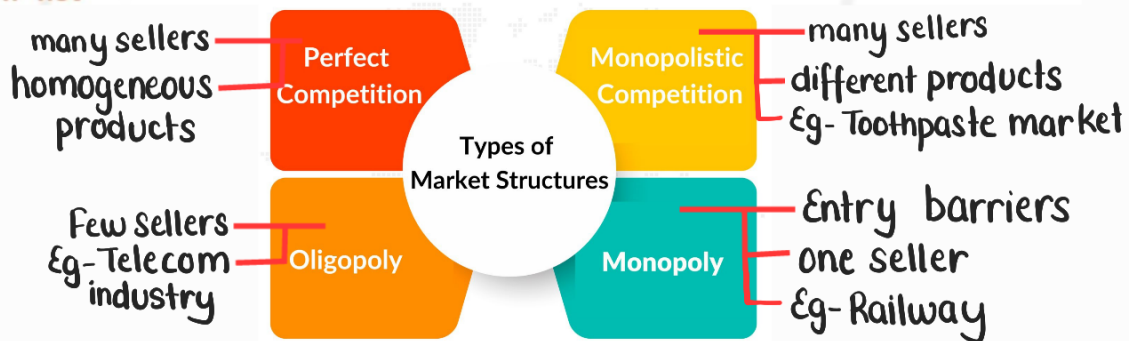 many sellers
homogeneous
products
Perfect
Competition
Monopolistic
Competition
many sellers
different products
Eg- Toothpaste market
Types of
Market Structures
Few sellers
Eg- Telecom
industry
Oligopoly
Monopoly
Entry barriers
one seller
Eg- Railway